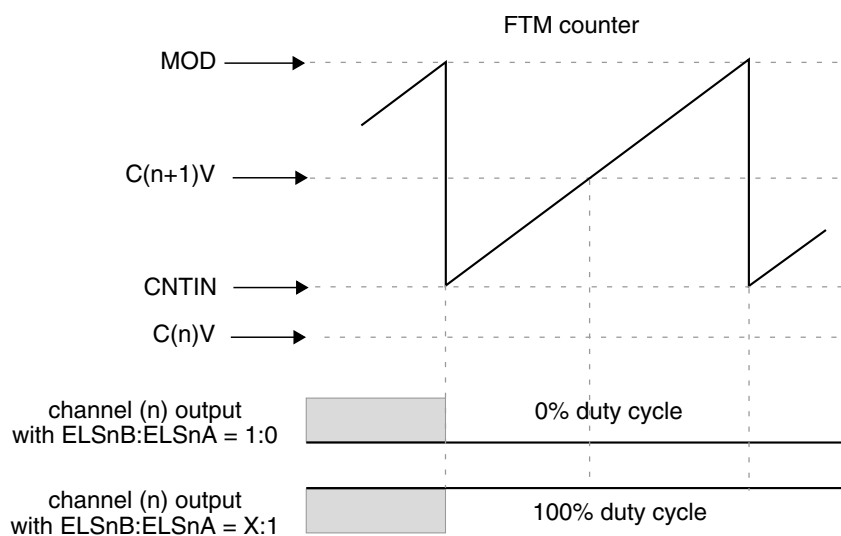 FTM counter
MOD
C(n+1)V
CNTIN
C(n)V
channel (n) output
with ELSnB:ELSnA = 1:0
0% duty cycle
channel (n) output
with ELSnB:ELSnA = X:1
100% duty cycle